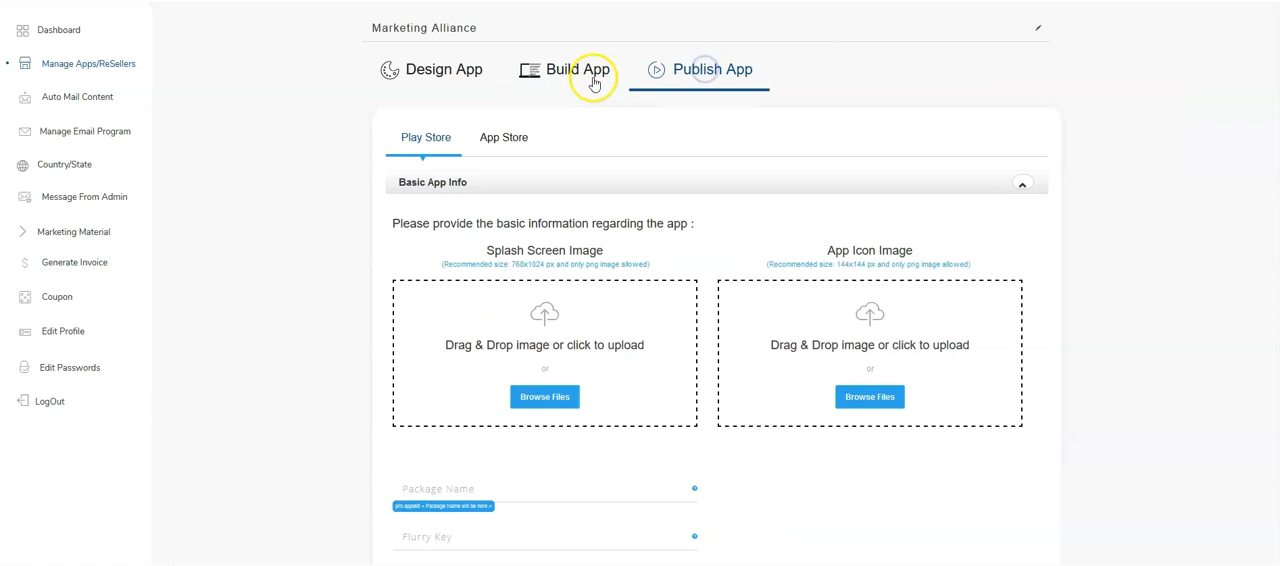 Dashboard
Manage Apps/ReSellers
Auto Mail Content
Manage Email Program
Country/State
Message From Admin
Marketing Material
Generate Invoice
Coupon
Edit Profile
Edit Passwords
LogOut
Marketing Alliance
Design App
Build App
Publish App
Play Store
App Store
Basic App Info
Please provide the basic information regarding the app :
Splash Screen Image
(Recommended size: 768x1024 px and only png image allowed)
Drag & Drop image or click to upload
or
Browse Files
App Icon Image
(Recommended size: 144x144 px and only png image allowed)
Drag & Drop image or click to upload
or
Browse Files
Package Name
< Package Name will be here >
Flurry Key